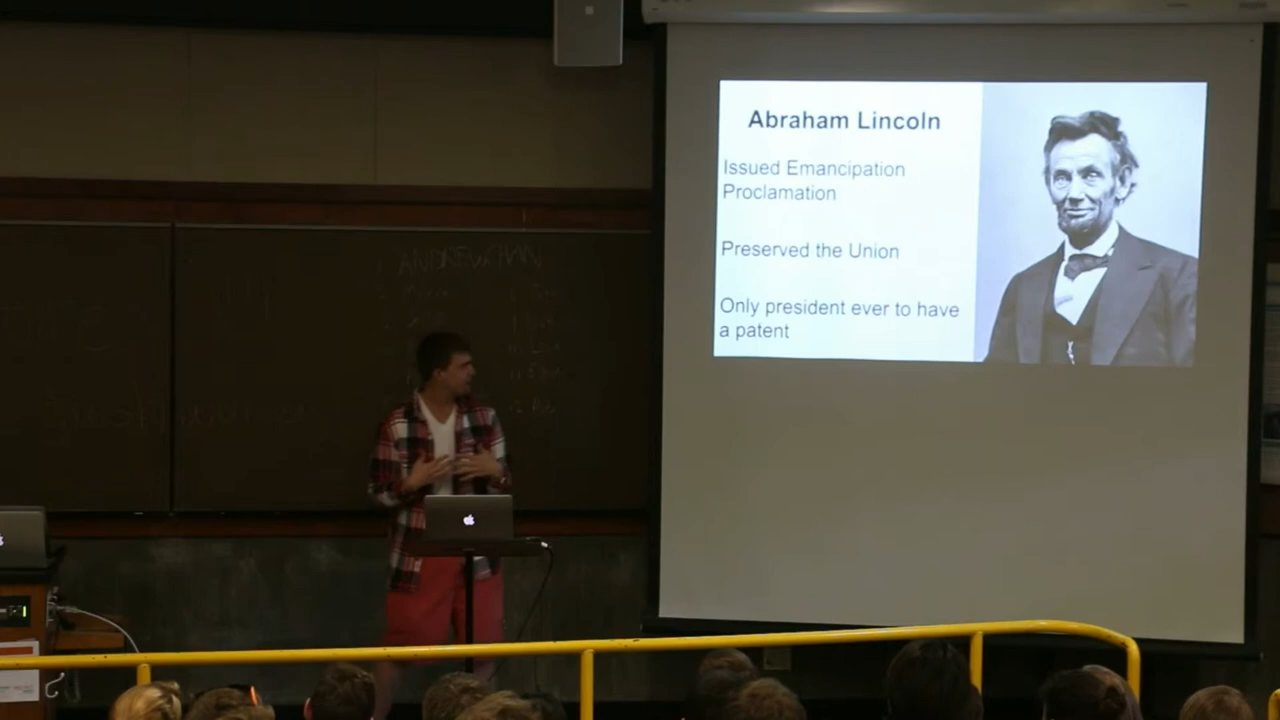 Abraham Lincoln
Issued Emancipation
Proclamation
Preserved the Union
Only president ever to have
a patent